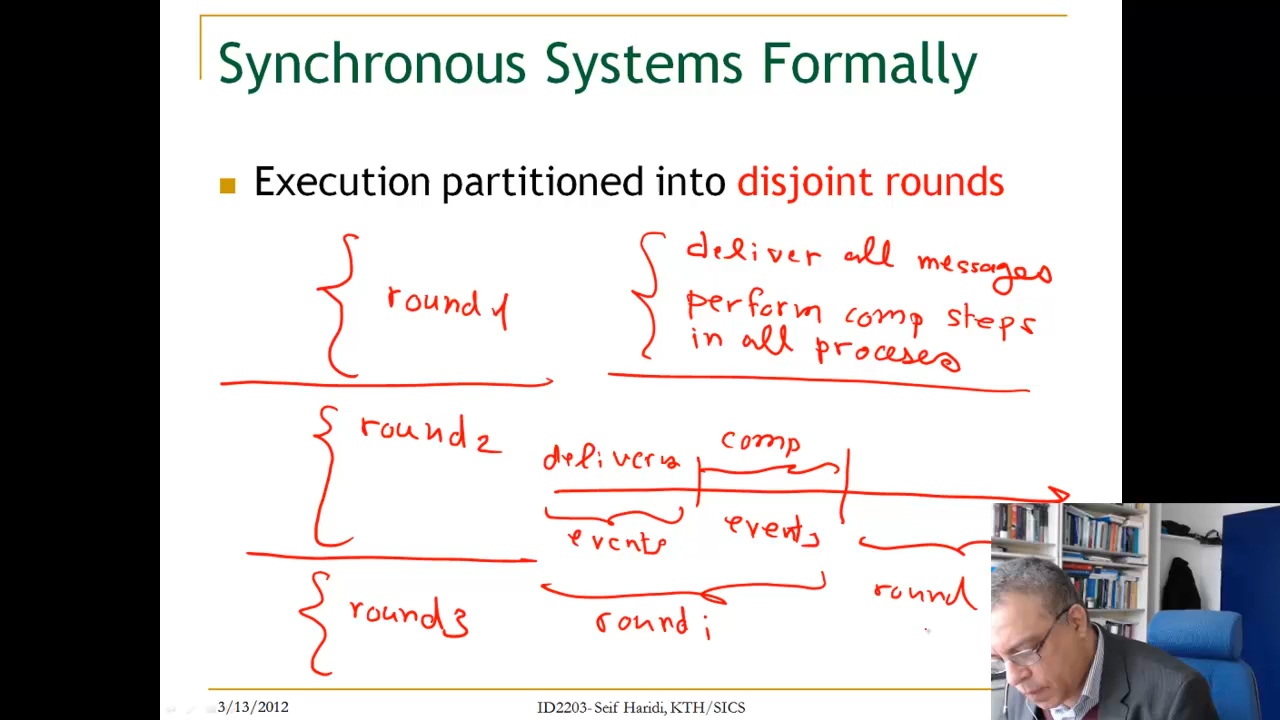 Synchronous Systems Formally
Execution partitioned into disjoint rounds
round 1
deliver all messages
perform comp steps
in all processes
round 2
comp
events
events
round 3
round i
round
3/13/2012
ID2203- Seif Haridi, KTH/SICS